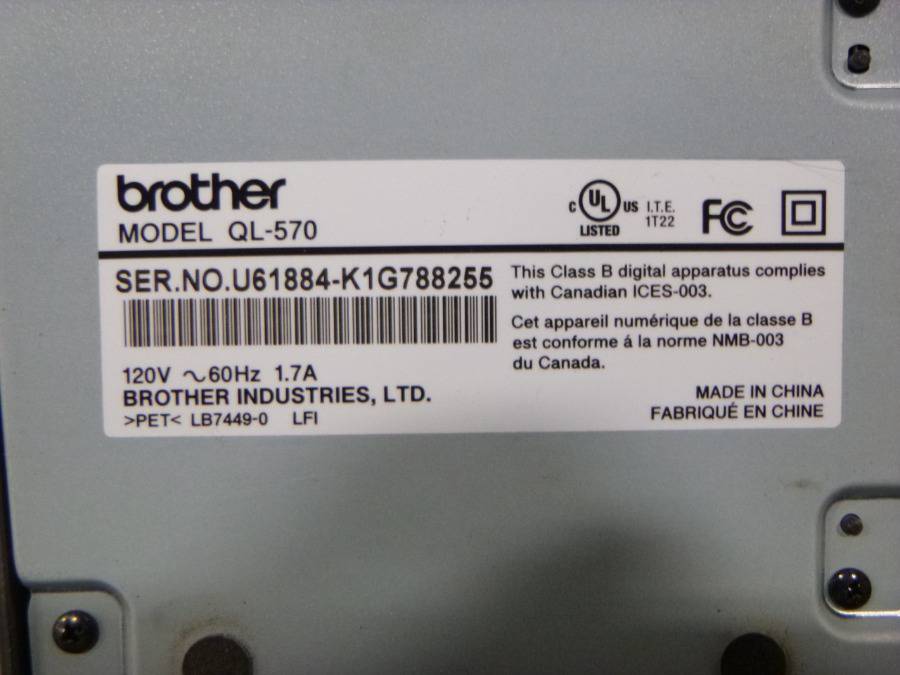 brother
MODEL QL-570
C UL US LISTED I.T.E. 1T22 FC
SER.NO.U61884-K1G788255
120V ~60Hz 1.7A
BROTHER INDUSTRIES, LTD.
>PET< LB7449-0 LFI
This Class B digital apparatus complies
with Canadian ICES-003.
Cet appareil numérique de la classe B
est conforme á la norme NMB-003
du Canada.
MADE IN CHINA
FABRIQUÉ EN CHINE